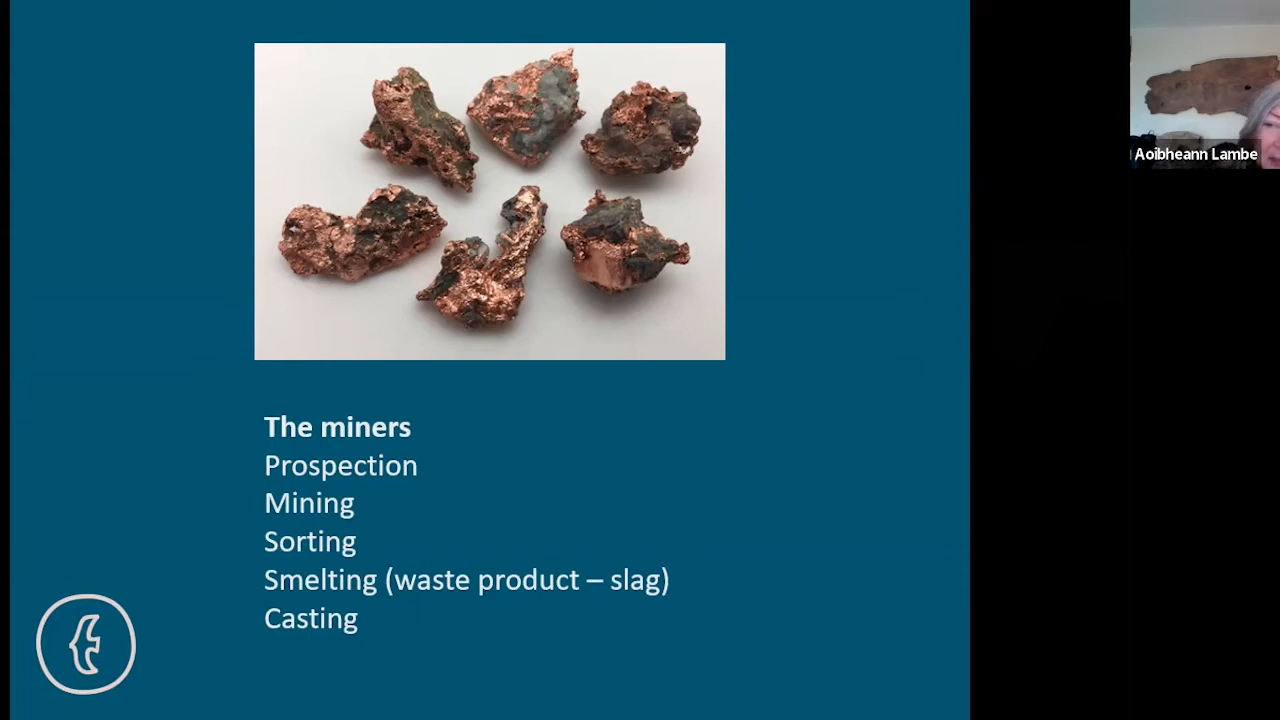 The miners
Prospection
Mining
Sorting
Smelting (waste product – slag)
Casting
Aoibheann Lambe